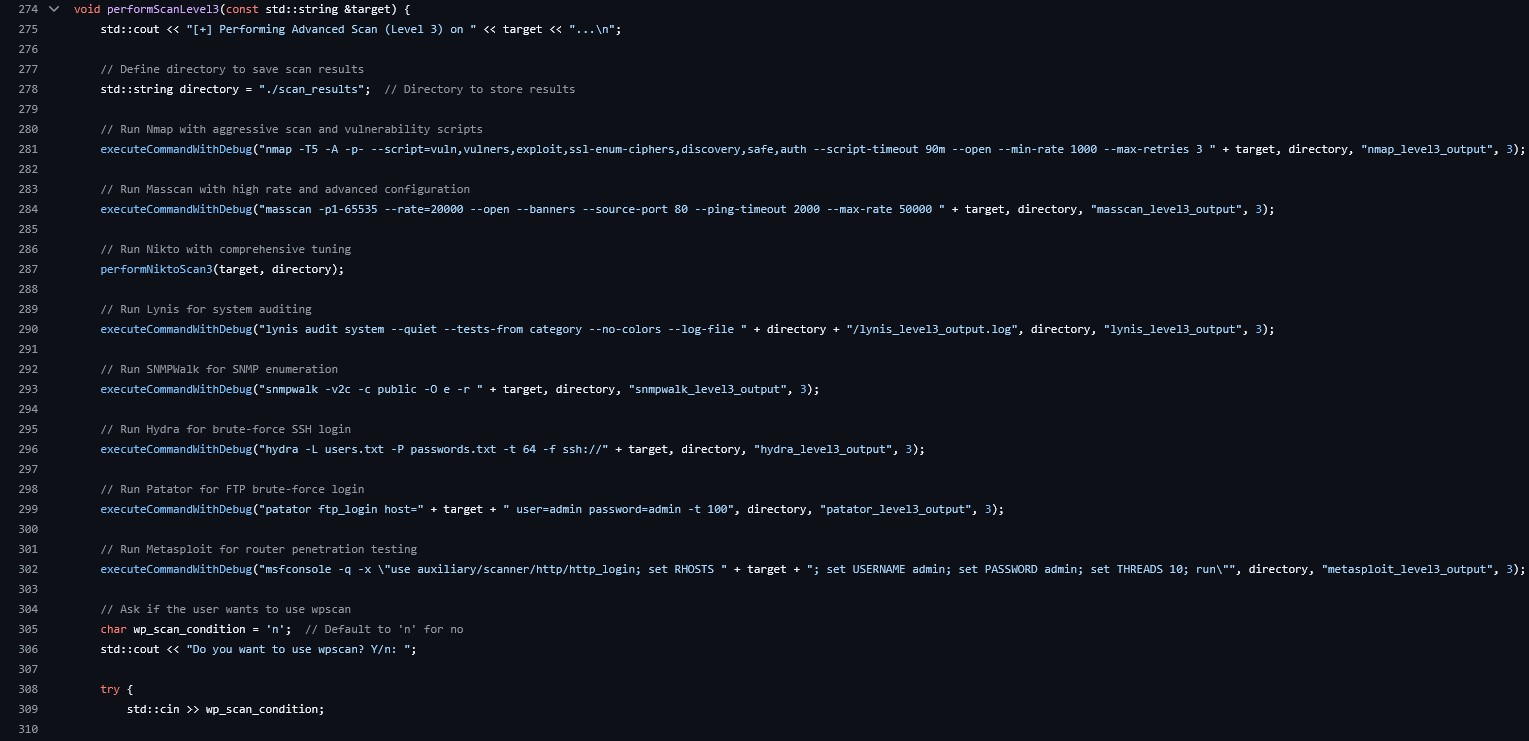 274 void performScanLevel3(const std::string &target) {
275 std::cout << "[+] Performing Advanced Scan (Level 3) on " << target << "...\n";
276
277 // Define directory to save scan results
278 std::string directory = "./scan_results";  // Directory to store results
279
280 // Run Nmap with aggressive scan and vulnerability scripts
281 executeCommandWithDebug("nmap -T5 -A -p- --script=vuln,vulners,exploit,ssl-enum-ciphers,discovery,safe,auth --script-timeout 90m --open --min-rate 1000 --max-retries 3 " + target, directory, "nmap_level3_output", 3);
282
283 // Run Masscan with high rate and advanced configuration
284 executeCommandWithDebug("masscan -p1-65535 --rate=20000 --open --banners --source-port 80 --ping-timeout 2000 --max-rate 50000 " + target, directory, "masscan_level3_output", 3);
285
286 // Run Nikto with comprehensive tuning
287 performNiktoScan3(target, directory);
288
289 // Run Lynis for system auditing
290 executeCommandWithDebug("lynis audit system --quiet --tests-from category --no-colors --log-file " + directory + "/lynis_level3_output.log", directory, "lynis_level3_output", 3);
291
292 // Run SNMPWalk for SNMP enumeration
293 executeCommandWithDebug("snmpwalk -v2c -c public -O e -r " + target, directory, "snmpwalk_level3_output", 3);
294
295 // Run Hydra for brute-force SSH login
296 executeCommandWithDebug("hydra -L users.txt -P passwords.txt -t 64 -f ssh://" + target, directory, "hydra_level3_output", 3);
297
298 // Run Patator for FTP brute-force login
299 executeCommandWithDebug("patator ftp_login host=" + target + " user=admin password=admin -t 100", directory, "patator_level3_output", 3);
300
301 // Run Metasploit for router penetration testing
302 executeCommandWithDebug("msfconsole -q -x \"use auxiliary/scanner/http/http_login; set RHOSTS " + target + "; set USERNAME admin; set PASSWORD admin; set THREADS 10; run\"", directory, "metasploit_level3_output", 3);
303
304 // Ask if the user wants to use wpscan
305 char wp_scan_condition = 'n';  // Default to 'n' for no
306 std::cout << "Do you want to use wpscan? Y/n: ";
307
308 try {
309 std::cin >> wp_scan_condition;
310